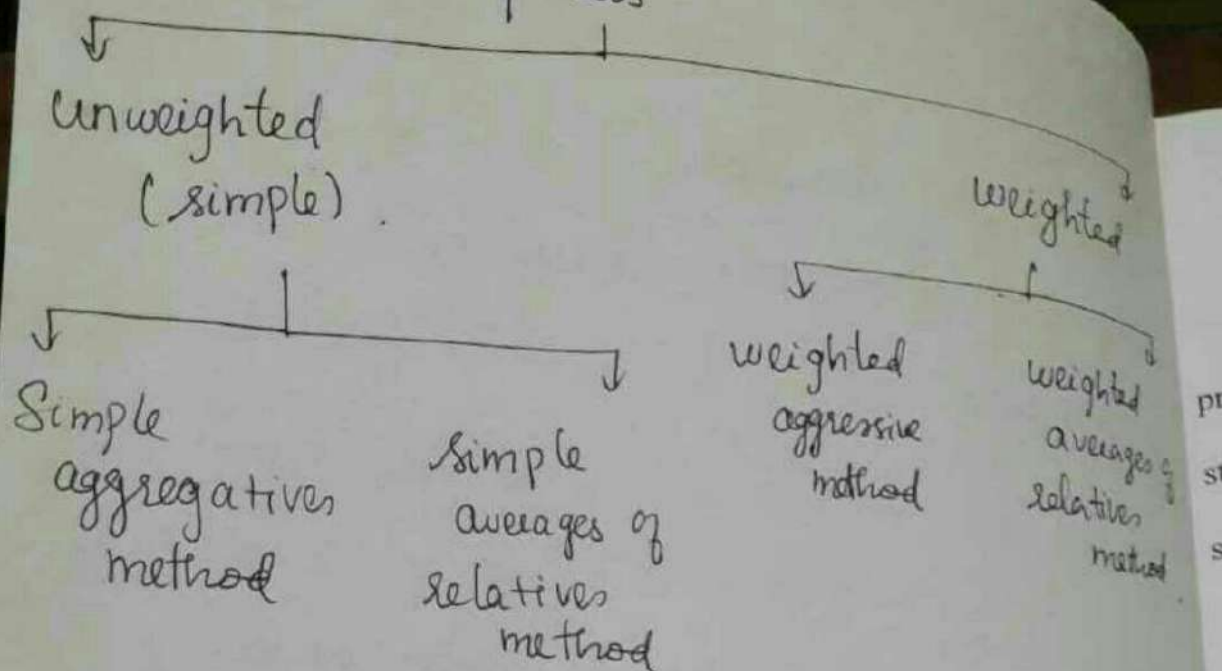 Unweighted
(simple).
weighted
Simple
aggregatives
method
simple
averages of
relatives
method
weighted
aggressive
method
weighted
averages of
relatives
method